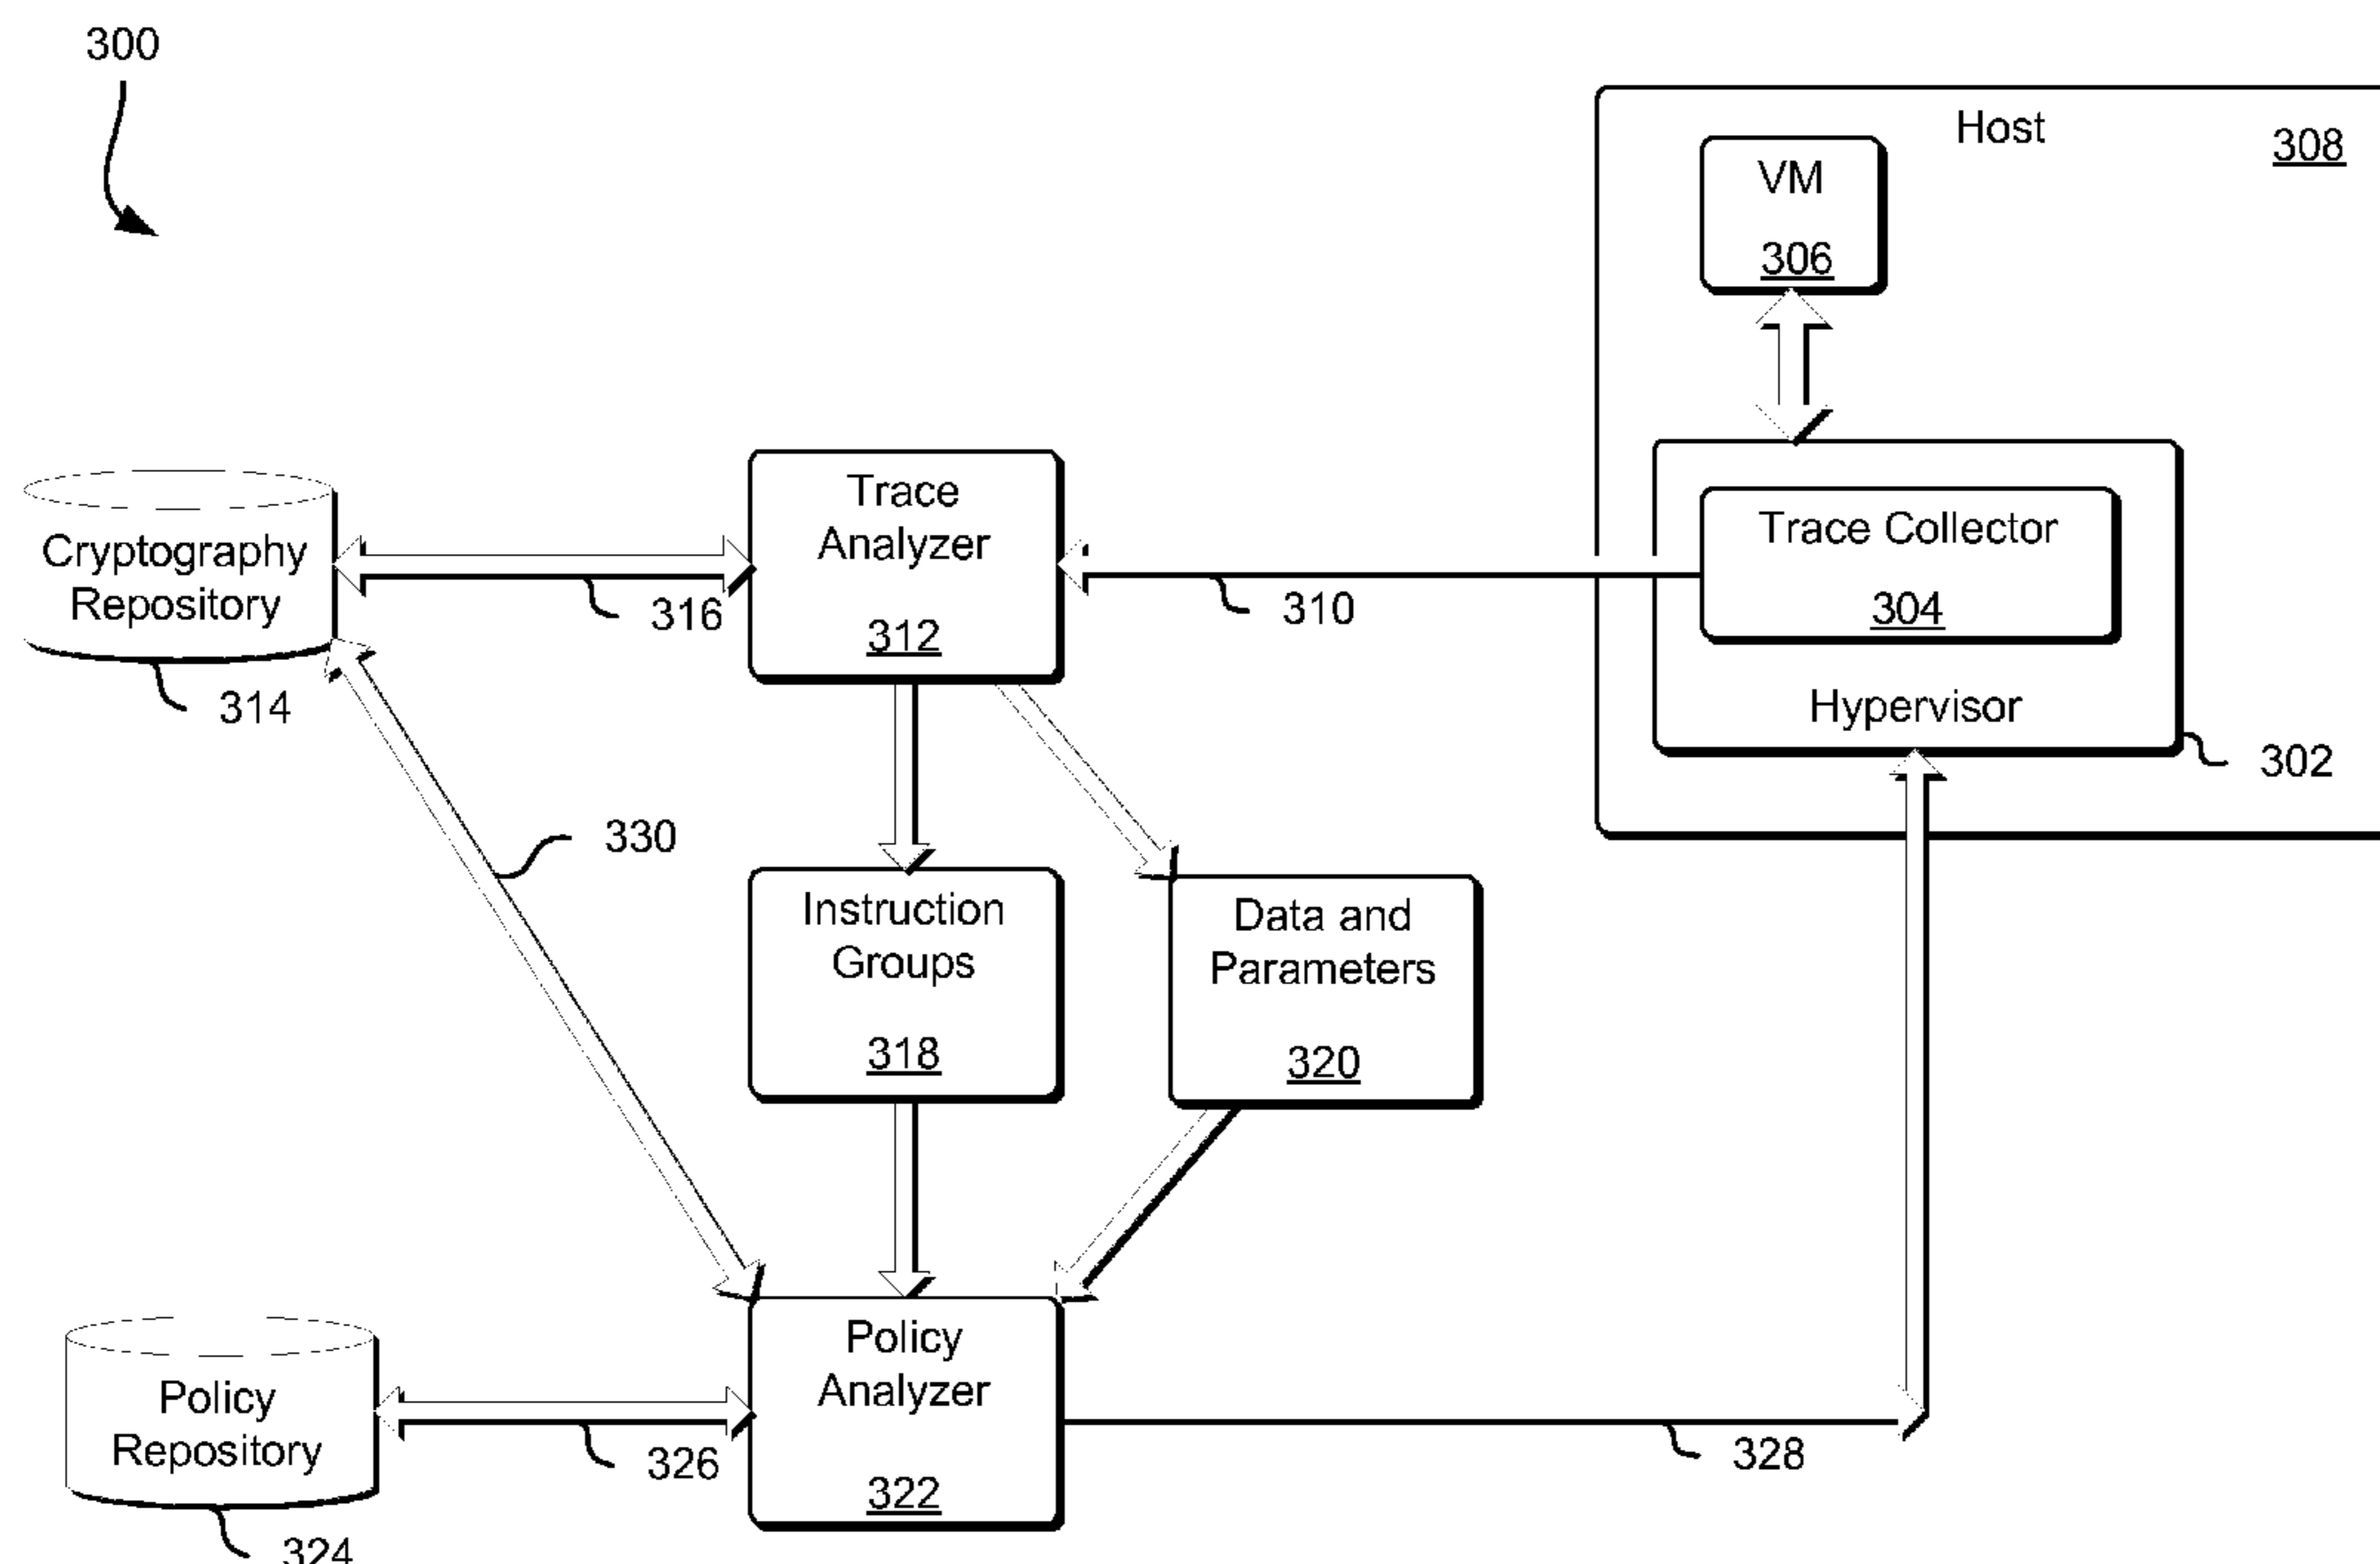 300
Host
308
VM
306
Trace Collector
304
Hypervisor
302
Trace
Analyzer
312
310
316
Cryptography
Repository
314
330
Instruction
Groups
318
Data and
Parameters
320
Policy
Analyzer
322
328
326
Policy
Repository
324